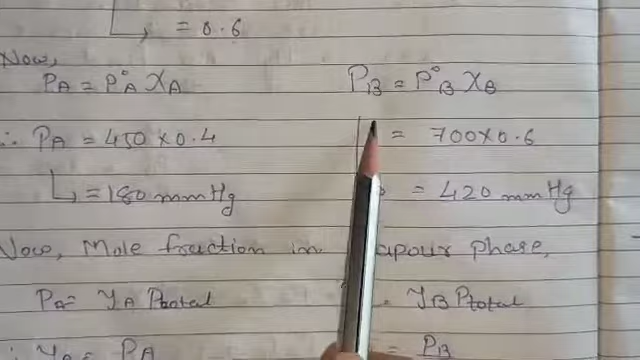 = 0.6
Now,
PA = P°A XA PB = P°B XB
∴ PA = 450 × 0.4 = 700 × 0.6
= 180 mmHg = 420 mmHg
Now, Mole fraction in apour phase,
PA = YA Ptotal = YB Ptotal
∴ YA = PA = PB